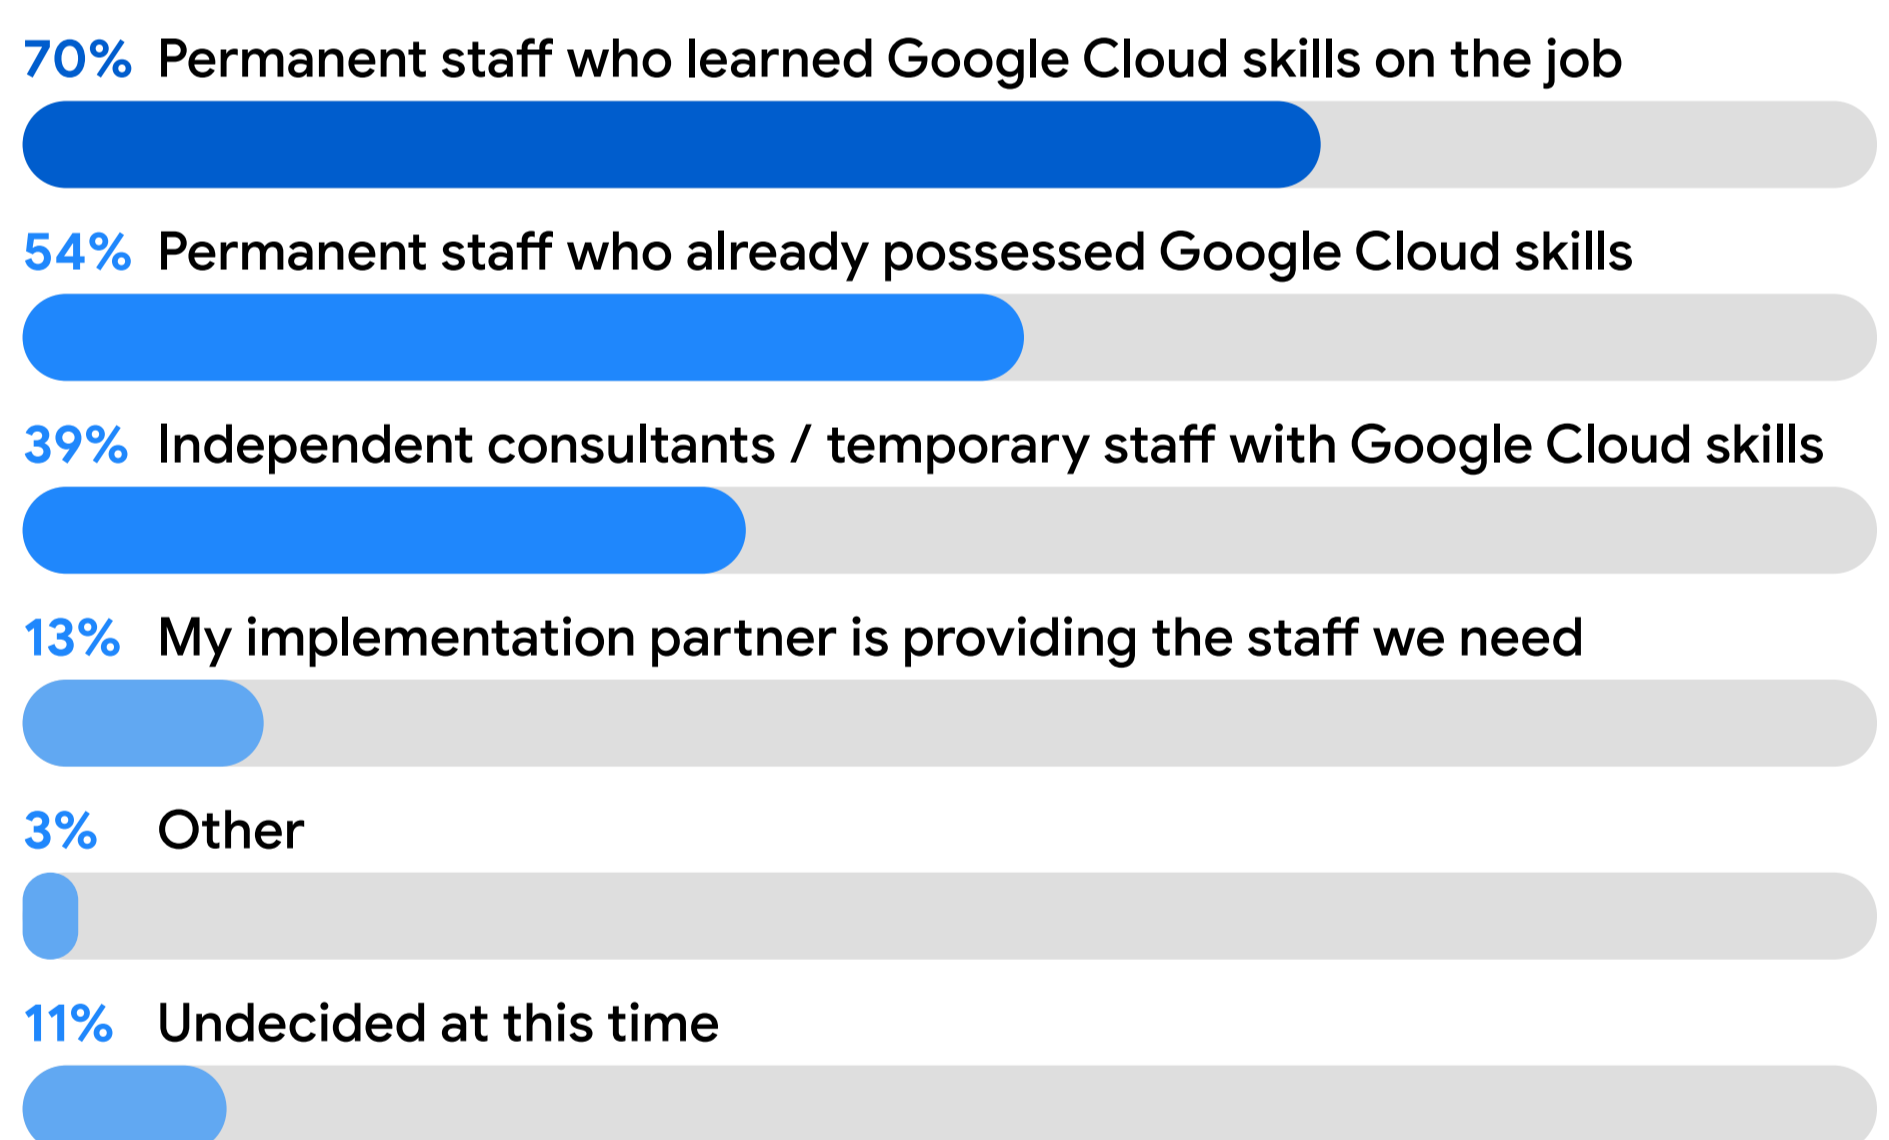 70% Permanent staff who learned Google Cloud skills on the job
54% Permanent staff who already possessed Google Cloud skills
39% Independent consultants / temporary staff with Google Cloud skills
13% My implementation partner is providing the staff we need
3% Other
11% Undecided at this time